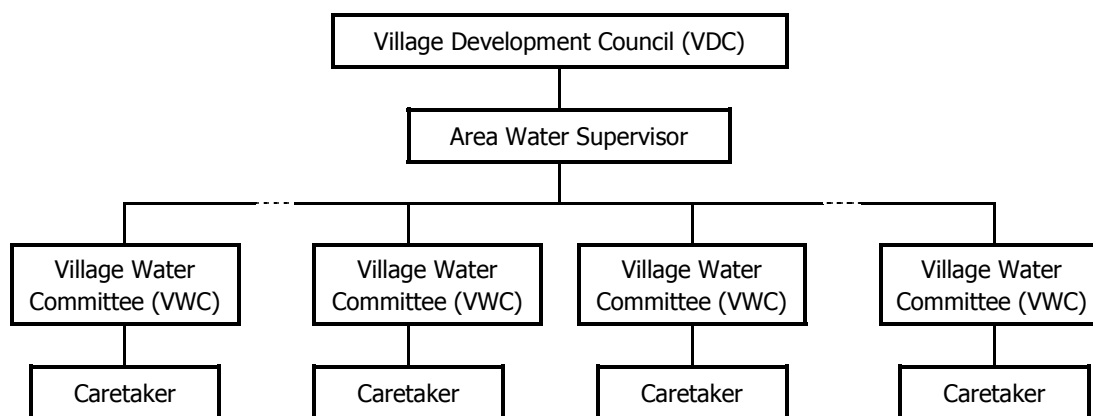 Village Development Council (VDC)
Area Water Supervisor
Village Water
Committee (VWC)
Village Water
Committee (VWC)
Village Water
Committee (VWC)
Village Water
Committee (VWC)
Caretaker
Caretaker
Caretaker
Caretaker